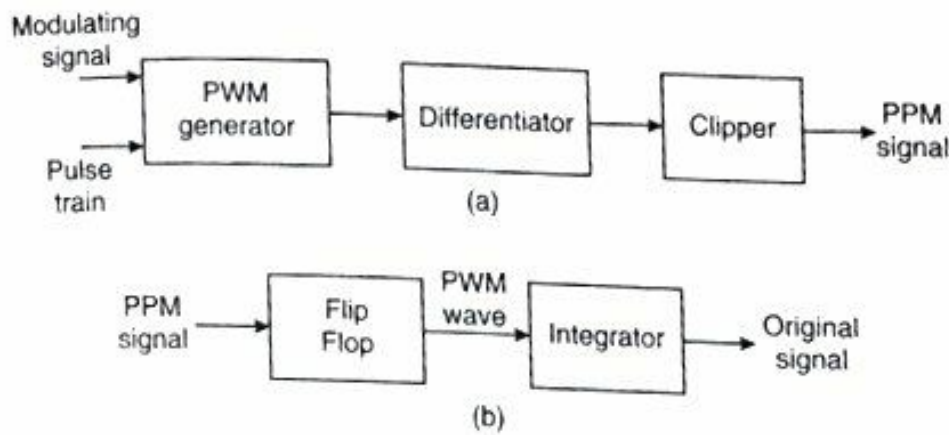 Modulating
signal
PWM
generator
Differentiator
Clipper
PPM
signal
Pulse
train
(a)
PPM
signal
Flip
Flop
PWM
wave
Integrator
Original
signal
(b)